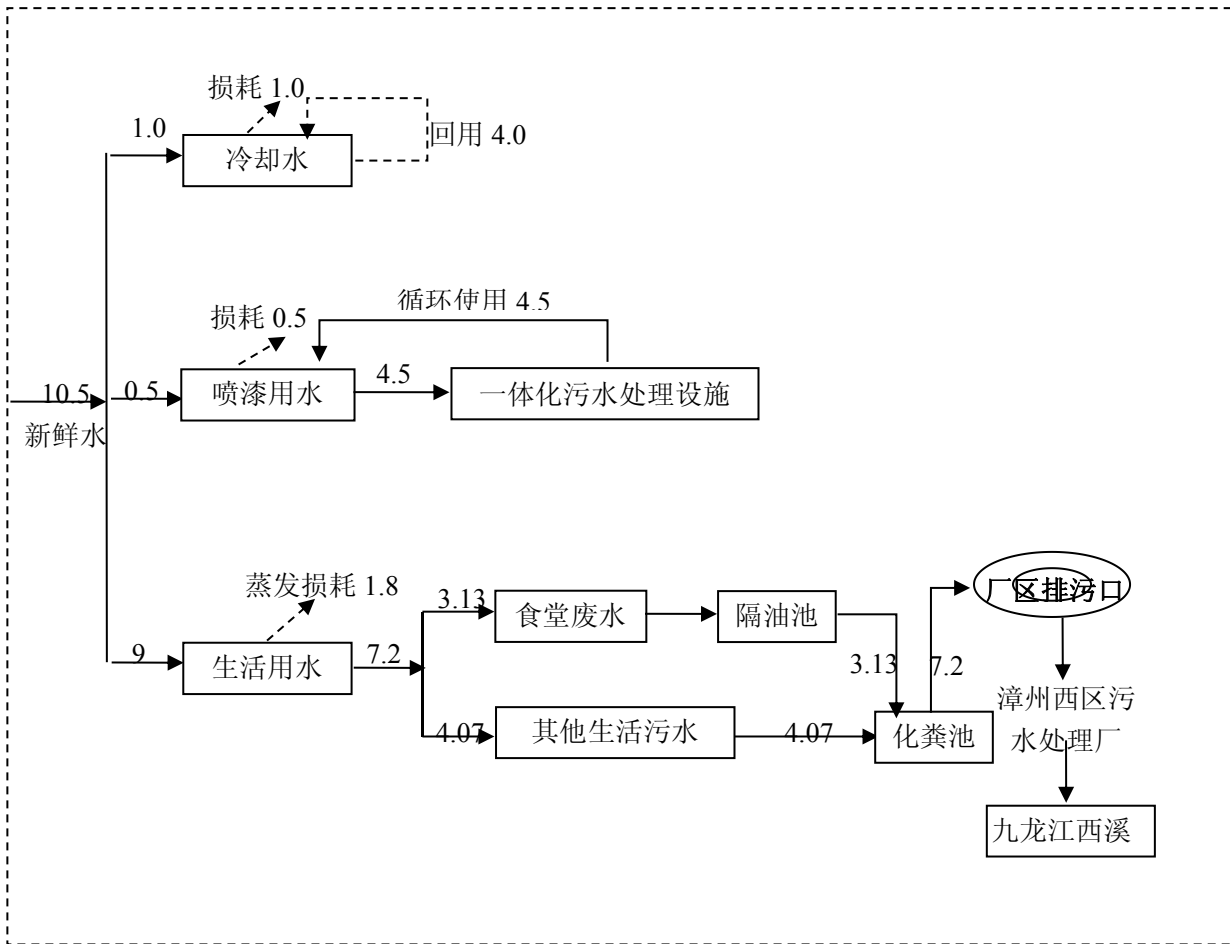 损耗 1.0
1.0
回用 4.0
冷却水
循环使用 4.5
损耗 0.5
4.5
10.5
0.5
喷漆用水
一体化污水处理设施
新鲜水
蒸发损耗 1.8
厂区排污口
3.13
食堂废水
隔油池
9
生活用水
7.2
3.13
7.2
漳州西区污
水处理厂
4.07
其他生活污水
4.07
化粪池
九龙江西溪